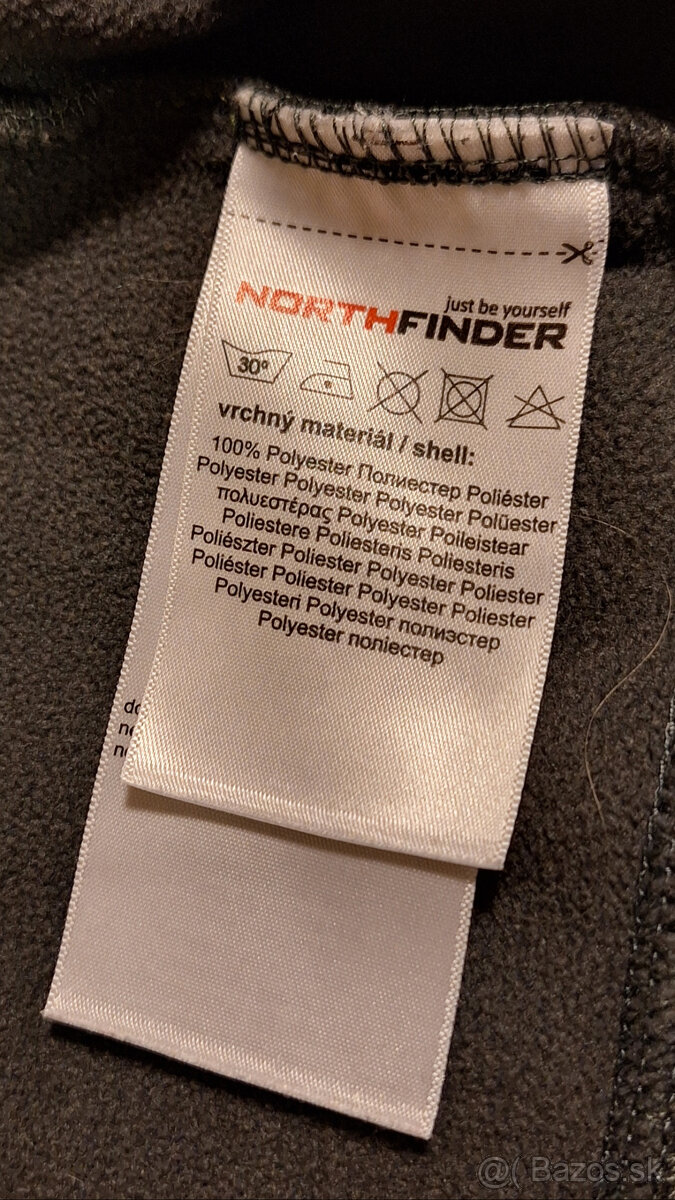 just be yourself
NORTHFINDER
30°
vrchný materiál / shell:
100% Polyester Полиестер Poliéster
Polyester Polyester Polyester Polüester
πολυεστέρας Polyester Poileistear
Poliestere Poliesteris Poliesteris
Poliészter Poliester Polyester Poliester
Poliéster Poliester Polyester Poliester
Polyesteri Polyester полиэстер
Polyester поліестер
Bazos.sk